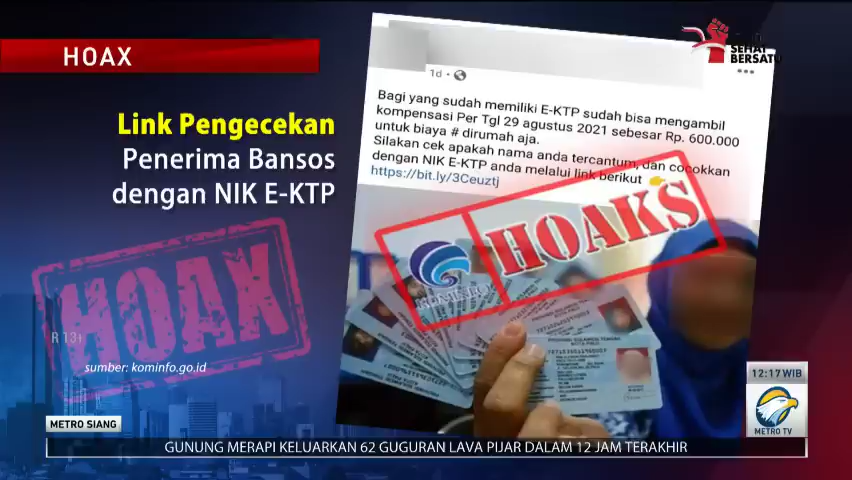 HOAX
SEHAT
BERSATU
Link Pengecekan
Penerima Bansos
dengan NIK E-KTP
1d
Bagi yang sudah memiliki E-KTP sudah bisa mengambil
kompensasi Per Tgl 29 agustus 2021 sebesar Rp. 600.000
untuk biaya # dirumah aja.
Silakan cek apakah nama anda tercantum, dan cocokkan
dengan NIK E-KTP anda melalui link berikut
https://bit.ly/3Ceuztj
HOAKS
KOMINFO
HOAX
sumber: kominfo.go.id
12:17 WIB
METRO TV
METRO SIANG
GUNUNG MERAPI KELUARKAN 62 GUGURAN LAVA PIJAR DALAM 12 JAM TERAKHIR